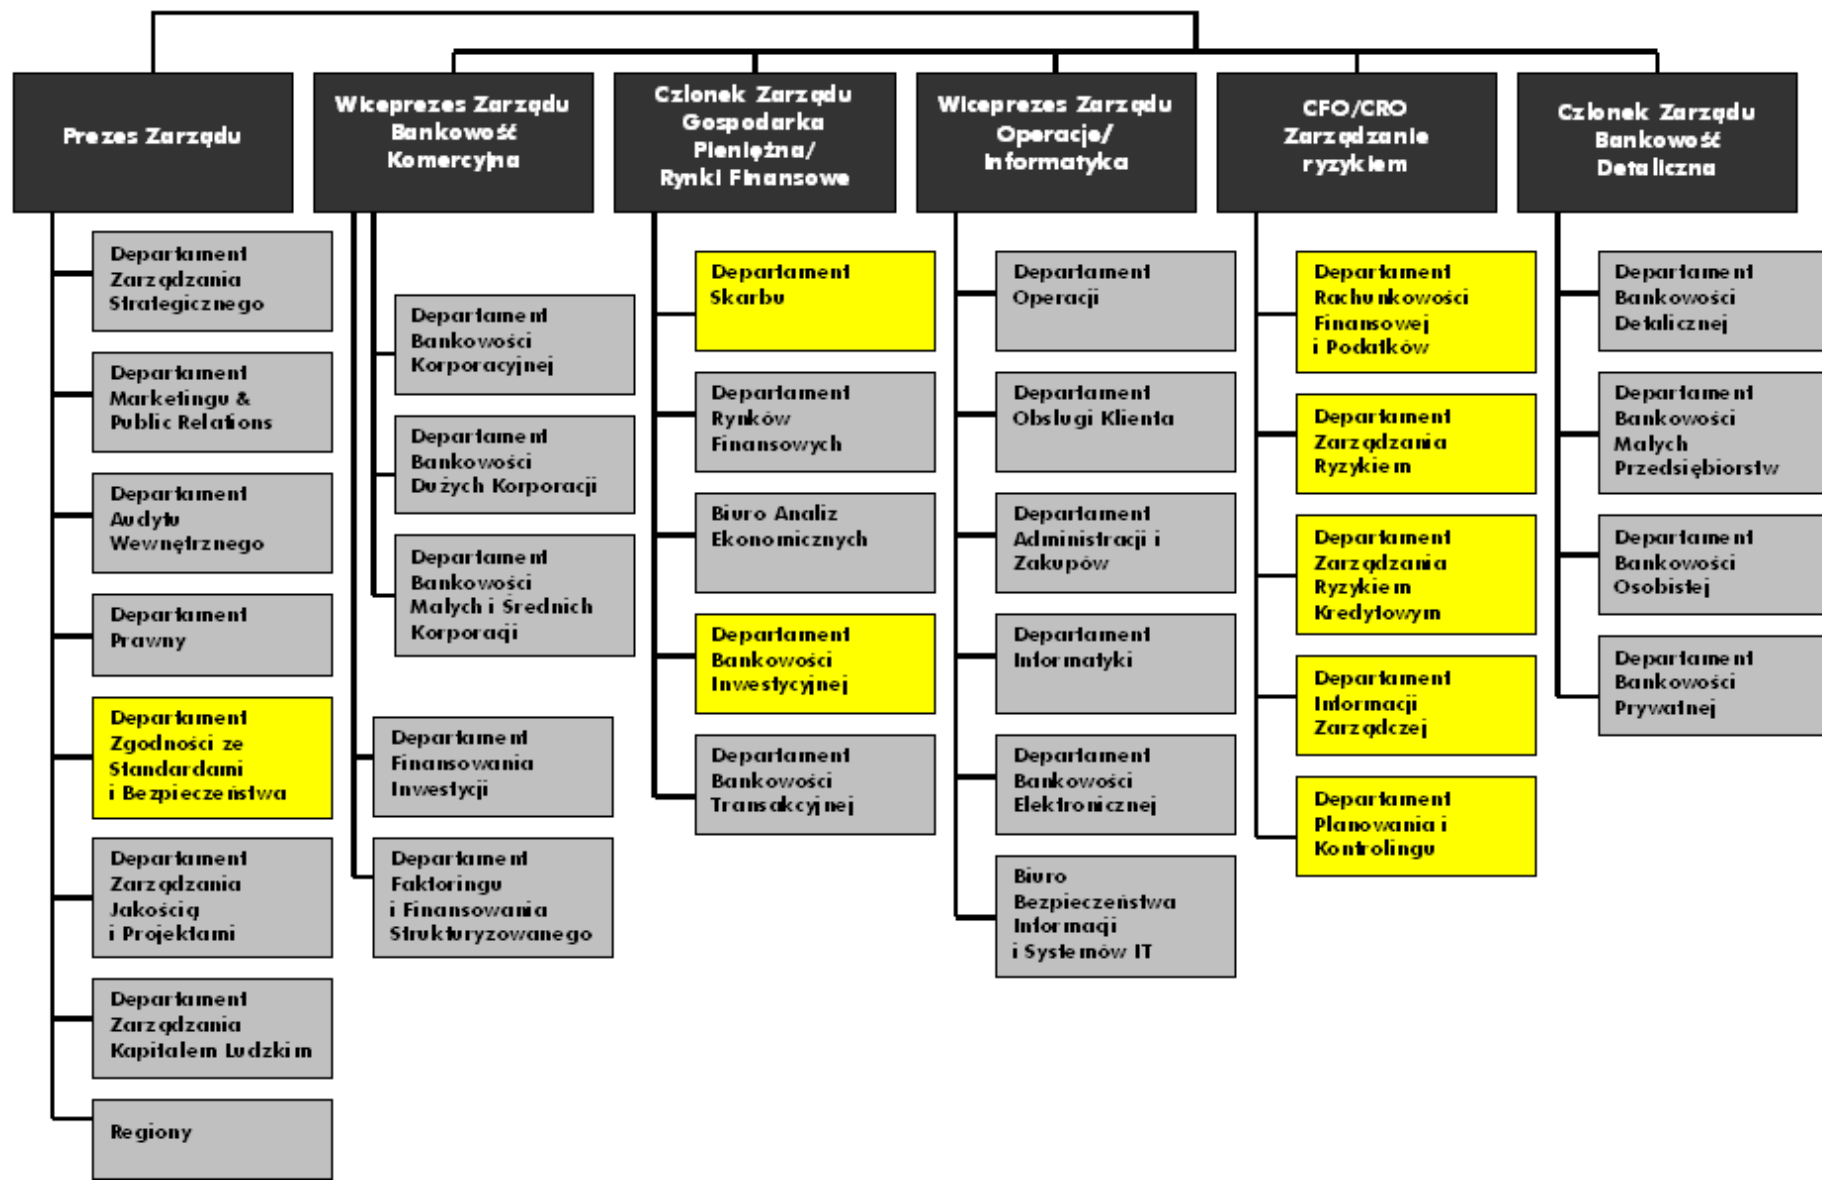 Prezes Zarządu
Wiceprezes Zarządu
Bankowość
Komercyjna
Członek Zarządu
Gospodarka
Pieniężna/
Rynki Finansowe
Wiceprezes Zarządu
Operacje/
Informatyka
CFO/CRO
Zarządzanie
ryzykiem
Członek Zarządu
Bankowość
Detaliczna
Departament
Zarządzania
Strategicznego
Departament
Marketingu &
Public Relations
Departament
Audytu
Wewnętrznego
Departament
Prawny
Departament
Zgodności ze
Standardami
i Bezpieczeństwa
Departament
Zarządzania
Jakością
i Projektami
Departament
Zarządzania
Kapitałem Ludzkim
Regiony
Departament
Bankowości
Korporacyjnej
Departament
Bankowości
Dużych Korporacji
Departament
Bankowości
Małych i Średnich
Korporacji
Departament
Finansowania
Inwestycji
Departament
Faktoringu
i Finansowania
Strukturyzowanego
Departament
Skarbu
Departament
Rynków
Finansowych
Biuro Analiz
Ekonomicznych
Departament
Bankowości
Inwestycyjnej
Departament
Bankowości
Transakcyjnej
Departament
Operacji
Departament
Obsługi Klienta
Departament
Administracji i
Zakupów
Departament
Informatyki
Departament
Bankowości
Elektronicznej
Biuro
Bezpieczeństwa
Informacji
i Systemów IT
Departament
Rachunkowości
Finansowej
i Podatków
Departament
Zarządzania
Ryzykiem
Departament
Zarządzania
Ryzykiem
Kredytowym
Departament
Informacji
Zarządczej
Departament
Planowania i
Kontrolingu
Departament
Bankowości
Detalicznej
Departament
Bankowości
Małych
Przedsiębiorstw
Departament
Bankowości
Osobistej
Departament
Bankowości
Prywatnej